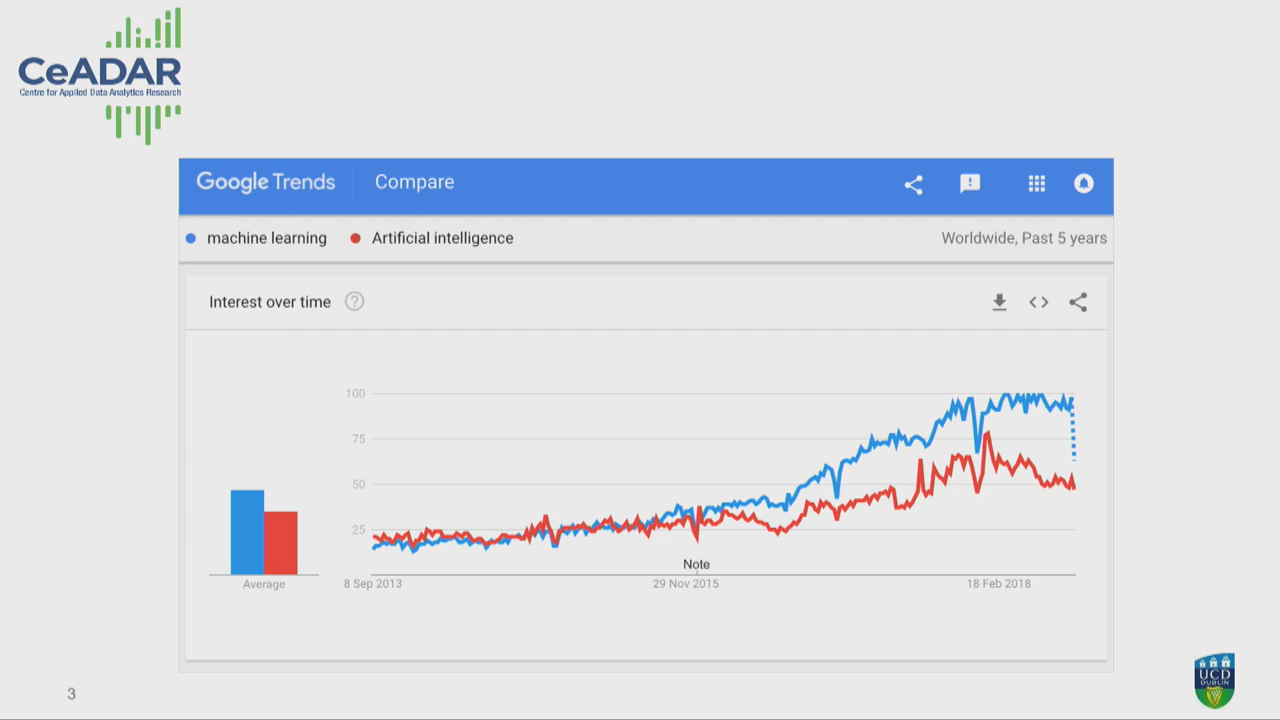 CeADAR
Centre for Applied Data Analytics Research
Google Trends Compare
machine learning Artificial intelligence Worldwide, Past 5 years
Interest over time ?
100
75
50
25
Note
Average 8 Sep 2013 29 Nov 2015 18 Feb 2018
3
UCD
DUBLIN